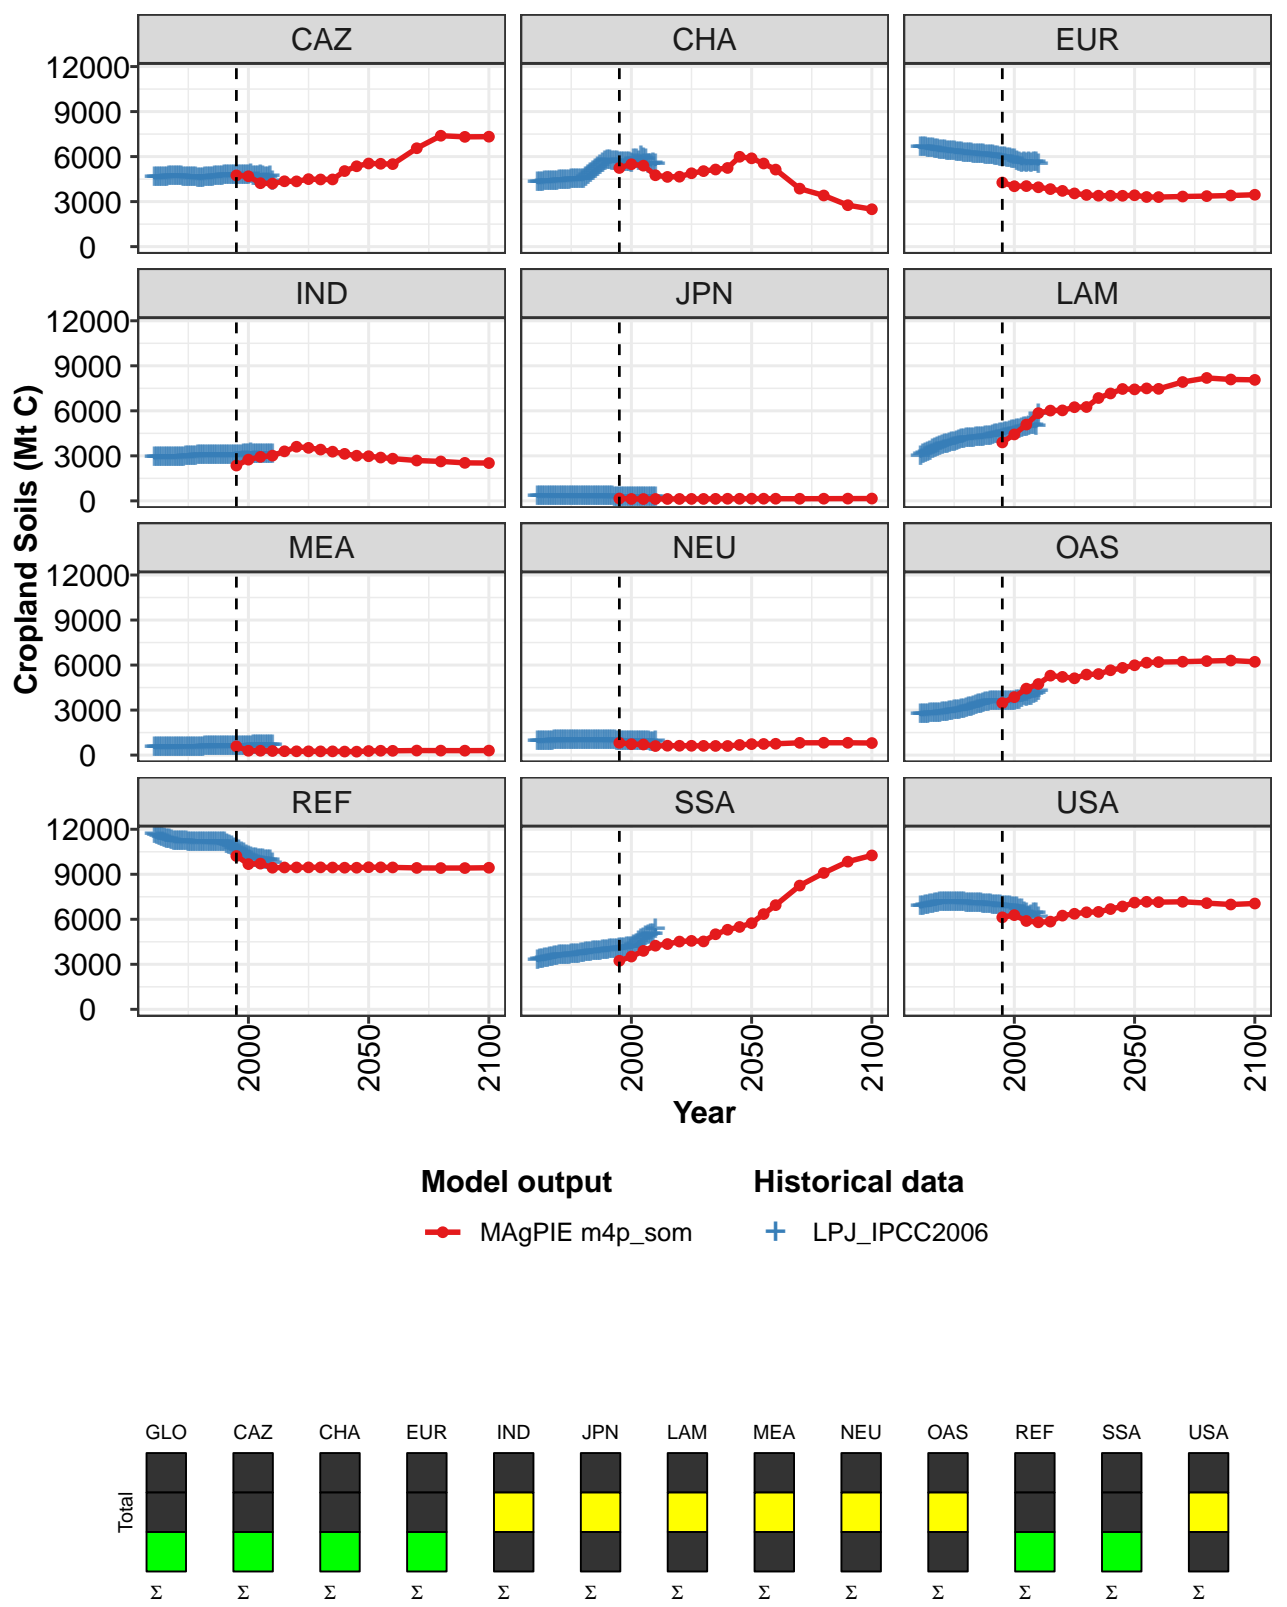 CAZ CHA EUR
12000
9000
6000
3000
0
IND JPN LAM
12000
9000
6000
3000
0
MEA NEU OAS
12000
9000
6000
3000
0
REF SSA USA
12000
9000
6000
3000
0
Cropland Soils (Mt C)
2000 2050 2100 2000 2050 2100 2000 2050 2100
Year
Model output Historical data
MAgPIE m4p_som LPJ_IPCC2006
GLO CAZ CHA EUR IND JPN LAM MEA NEU OAS REF SSA USA
Total
Σ Σ Σ Σ Σ Σ Σ Σ Σ Σ Σ Σ Σ